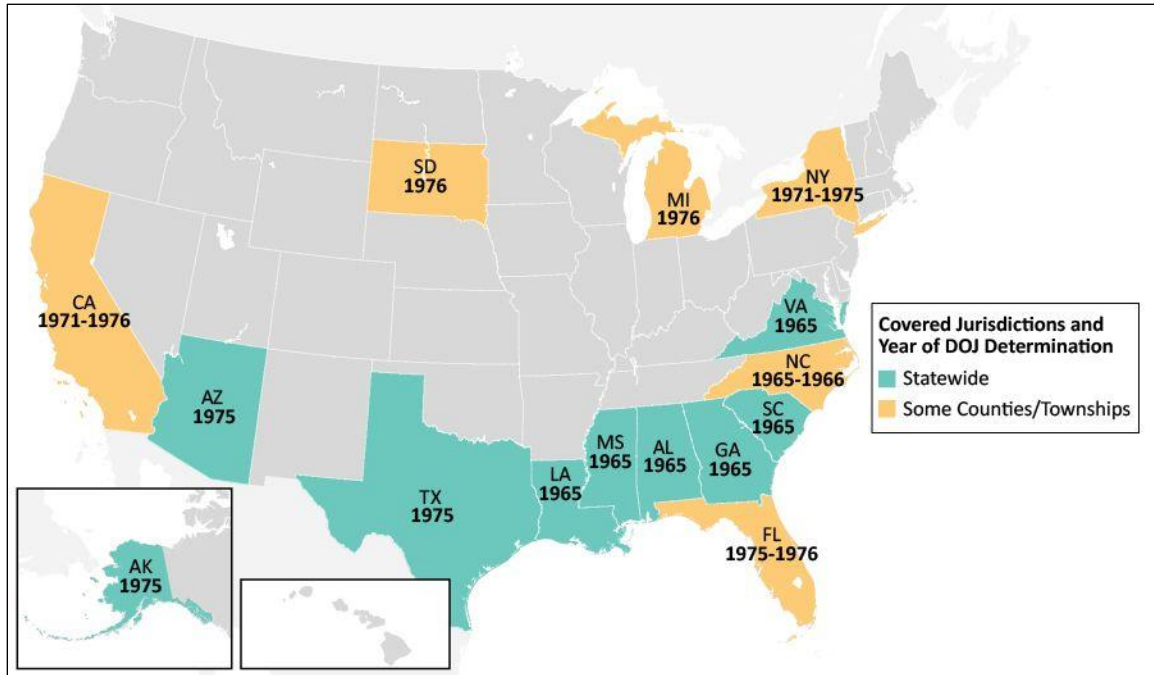 SD
1976
MI
1976
NY
1971-1975
CA
1971-1976
VA
1965
NC
1965-1966
AZ
1975
SC
1965
TX
1975
LA
1965
MS
1965
AL
1965
GA
1965
FL
1975-1976
AK
1975
Covered Jurisdictions and
Year of DOJ Determination
Statewide
Some Counties/Townships